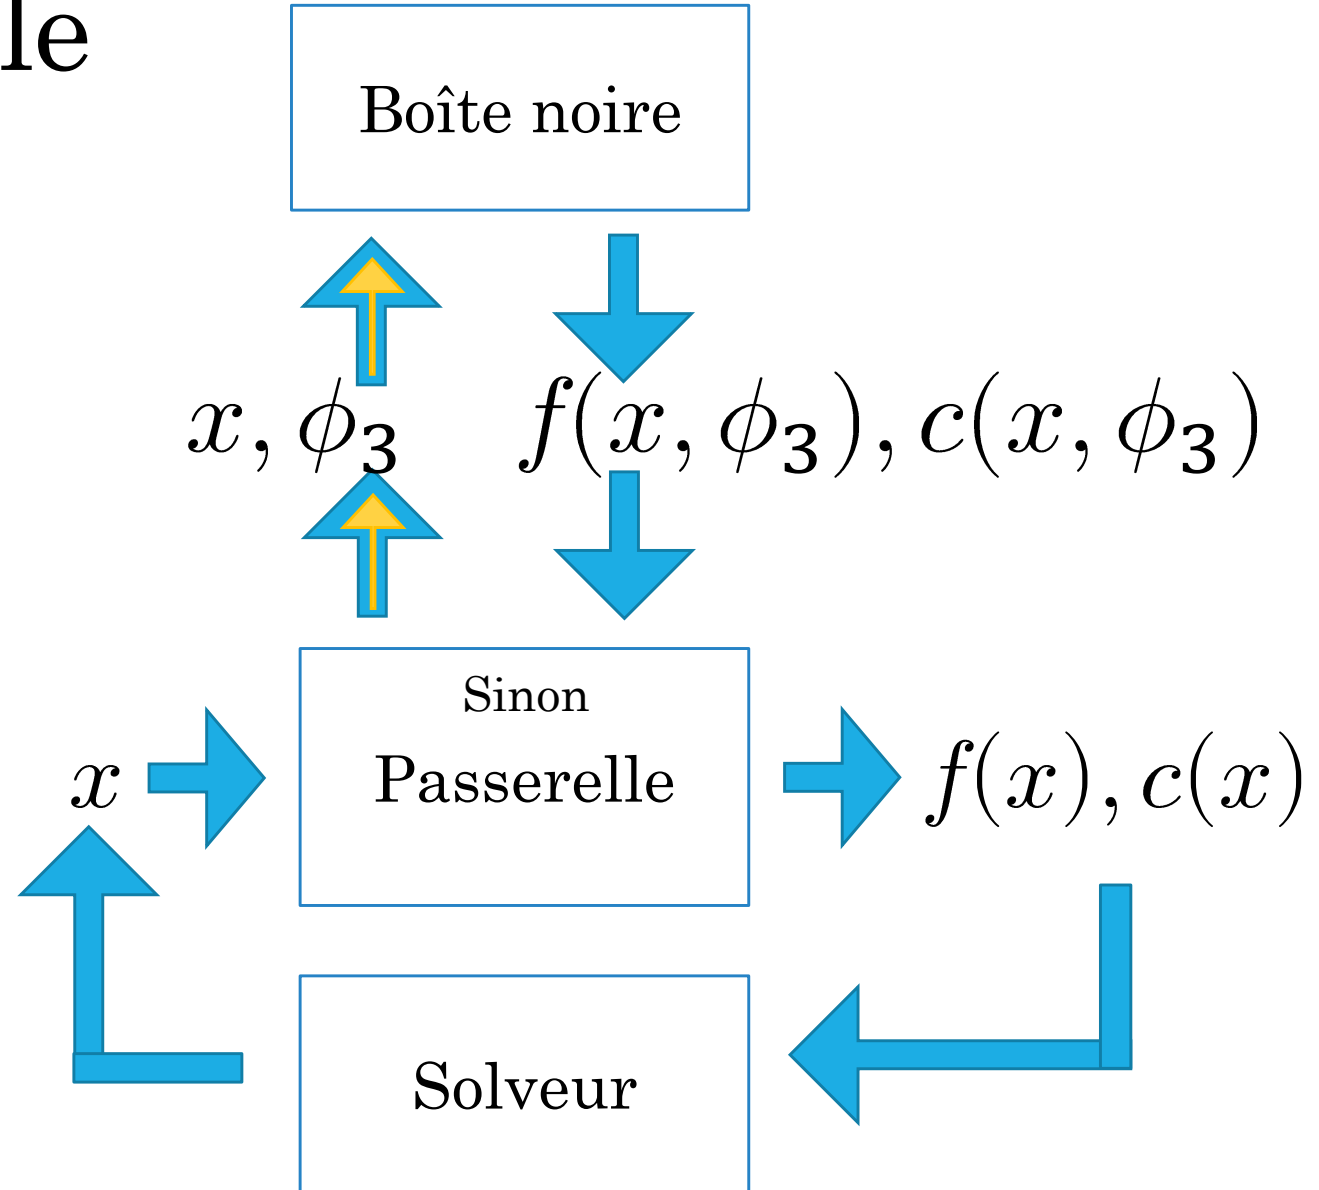 le
Boîte noire
x, ϕ₃
f(x, ϕ₃), c(x, ϕ₃)
Sinon
x
Passerelle
f(x), c(x)
Solveur